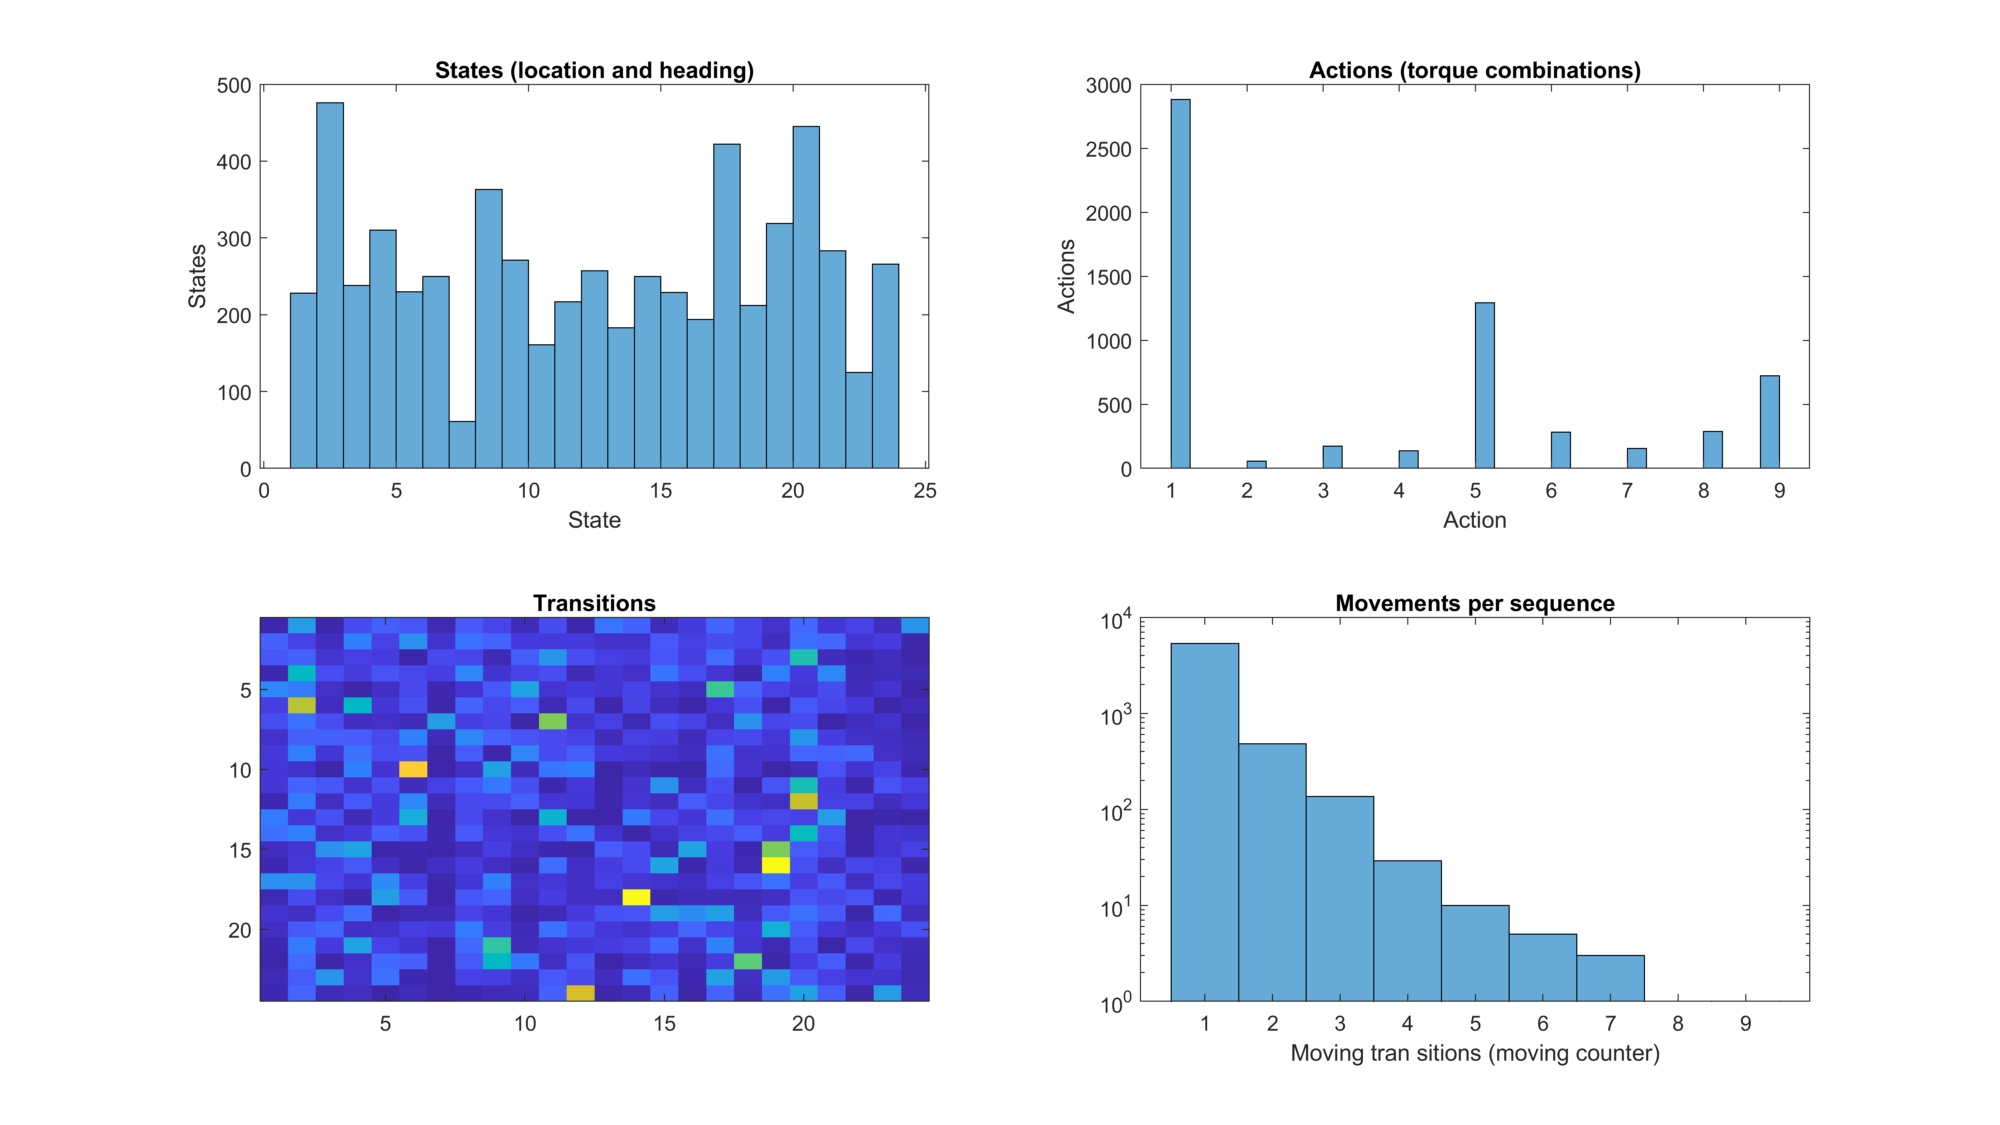 States (location and heading)
500
400
300
200
100
0
States
0 5 10 15 20 25
State
Actions (torque combinations)
3000
2500
2000
1500
1000
500
0
Actions
1 2 3 4 5 6 7 8 9
Action
Transitions
5
10
15
20
5 10 15 20
Movements per sequence
10^4
10^3
10^2
10^1
10^0
1 2 3 4 5 6 7 8 9
Moving tran sitions (moving counter)